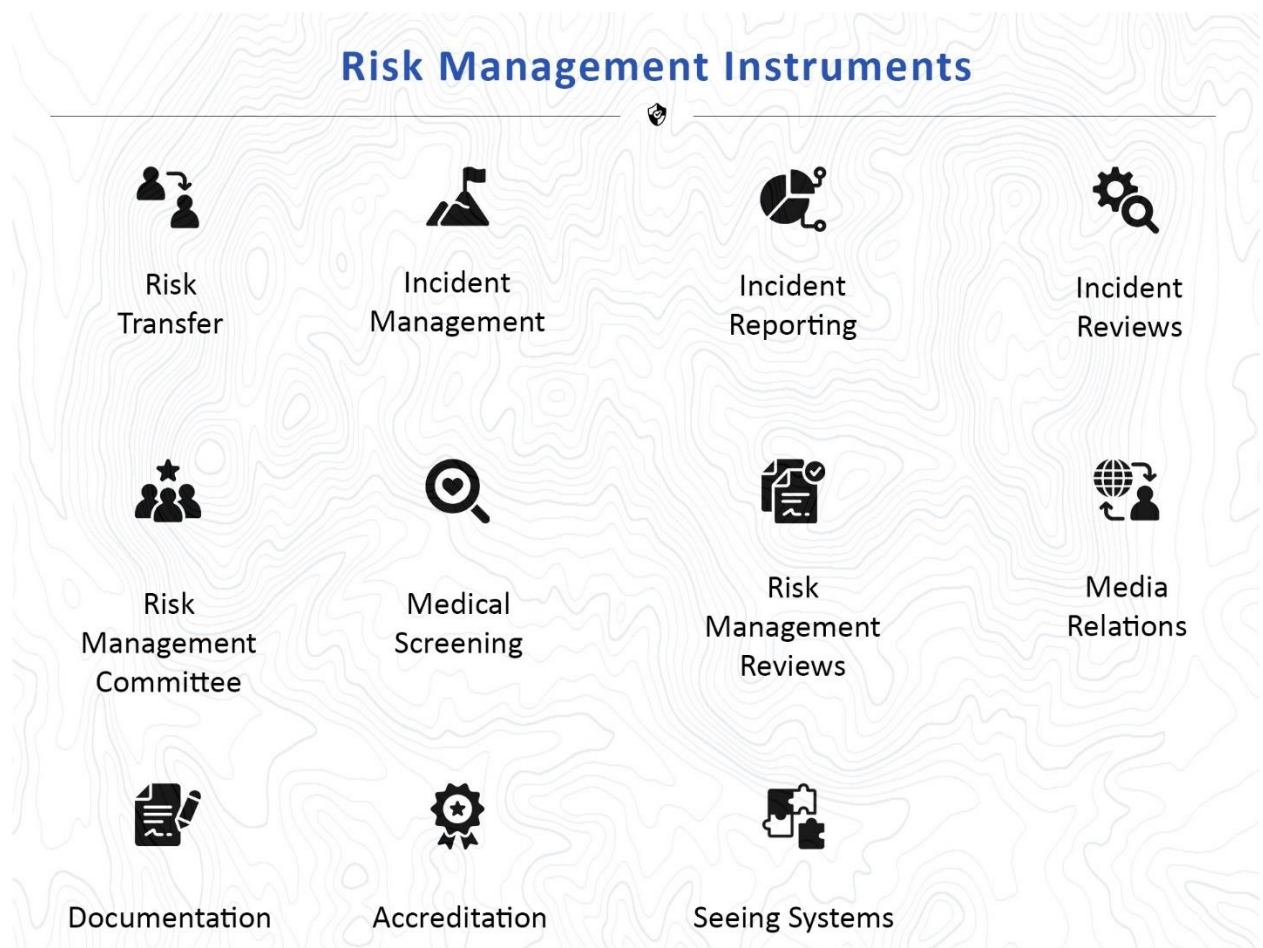 Risk Management Instruments
Risk
Transfer
Incident
Management
Incident
Reporting
Incident
Reviews
Risk
Management
Committee
Medical
Screening
Risk
Management
Reviews
Media
Relations
Documentation
Accreditation
Seeing Systems